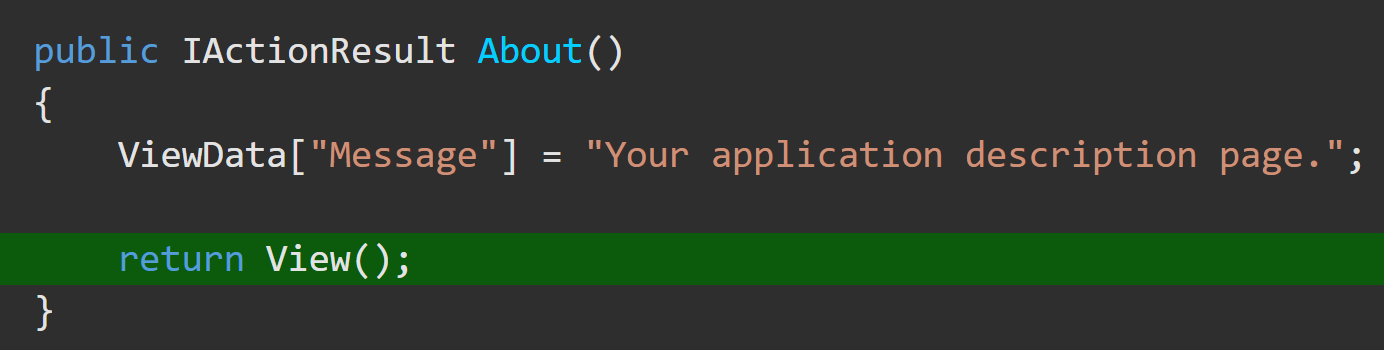 public IActionResult About()
{
    ViewData["Message"] = "Your application description page.";
    return View();
}